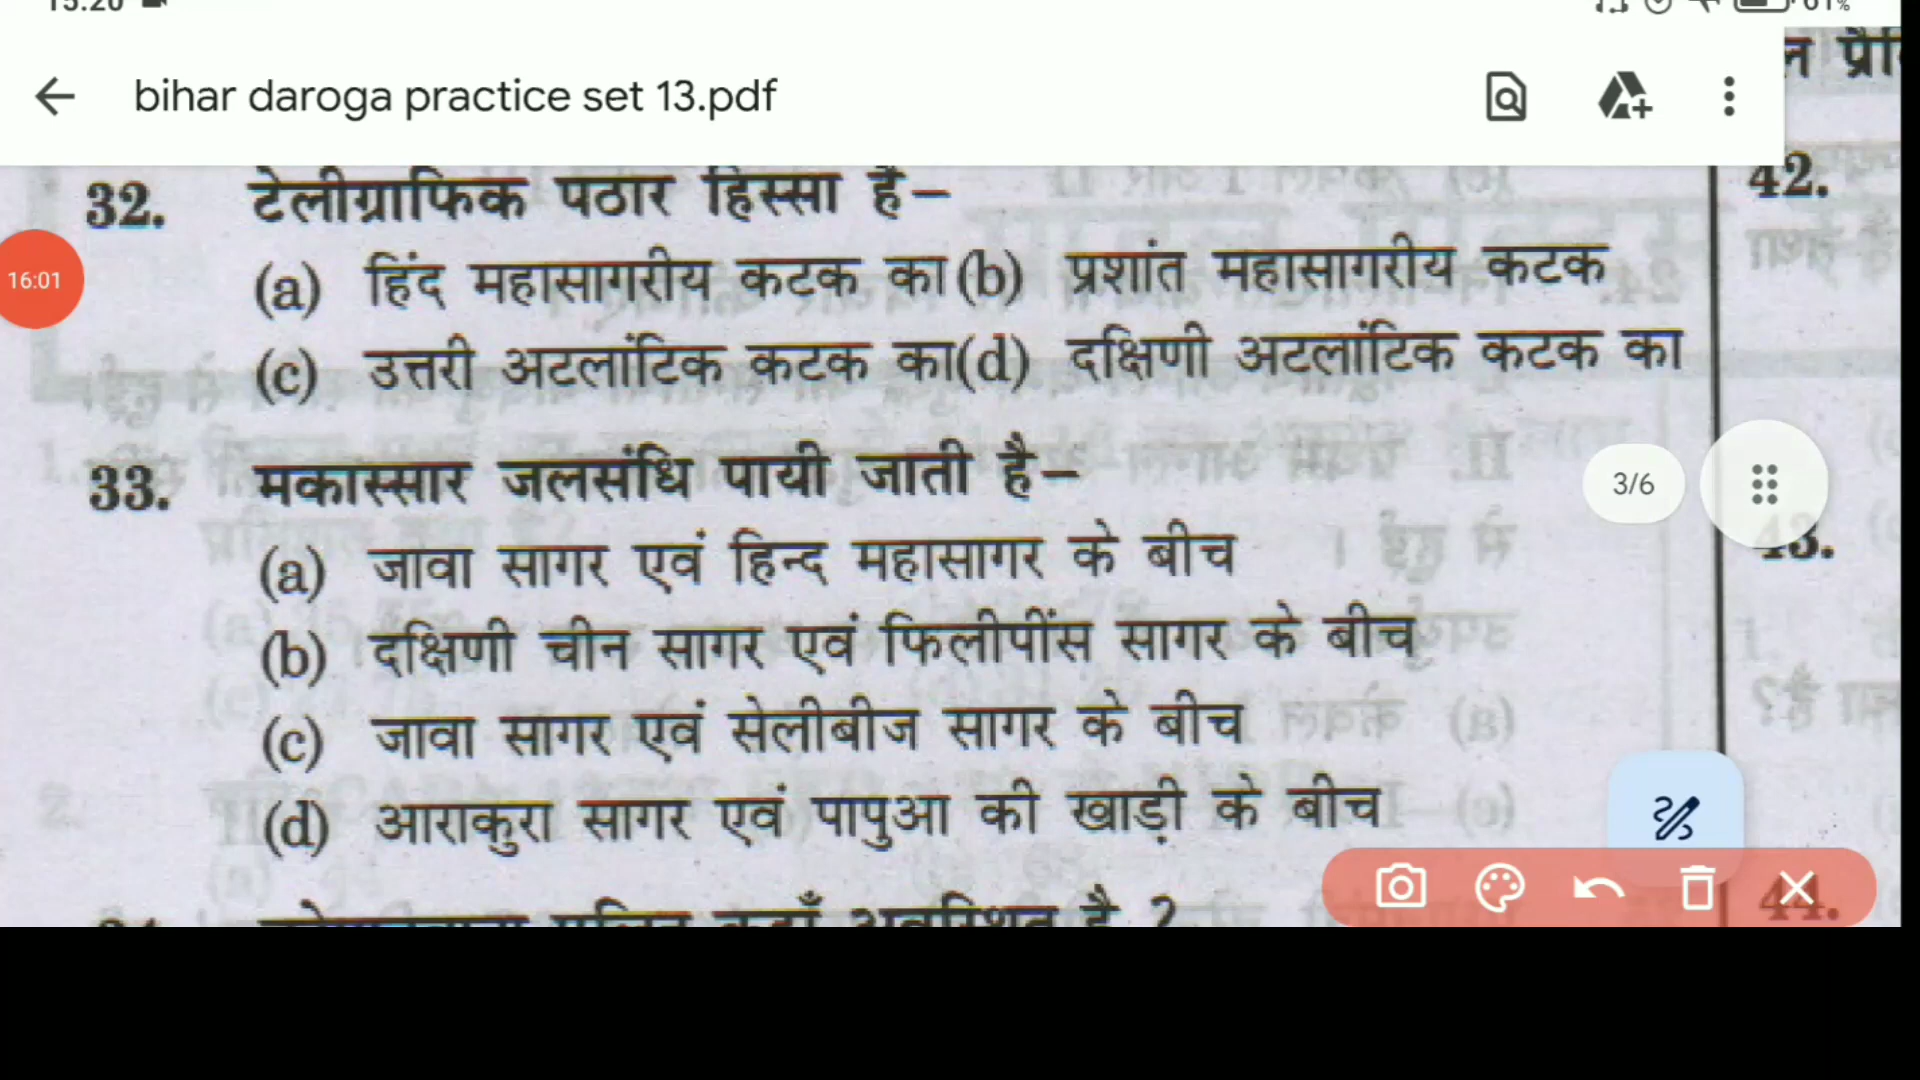 bihar daroga practice set 13.pdf
32. टेलीग्राफिक पठार हिस्सा है–
(a) हिंद महासागरीय कटक का (b) प्रशांत महासागरीय कटक
(c) उत्तरी अटलांटिक कटक का (d) दक्षिणी अटलांटिक कटक का
16:01
33. मकास्सार जलसंधि पायी जाती है–
(a) जावा सागर एवं हिन्द महासागर के बीच
(b) दक्षिणी चीन सागर एवं फिलीपींस सागर के बीच
(c) जावा सागर एवं सेलीबीज सागर के बीच
(d) आराकुरा सागर एवं पापुआ की खाड़ी के बीच
3/6
42.
43.
44.